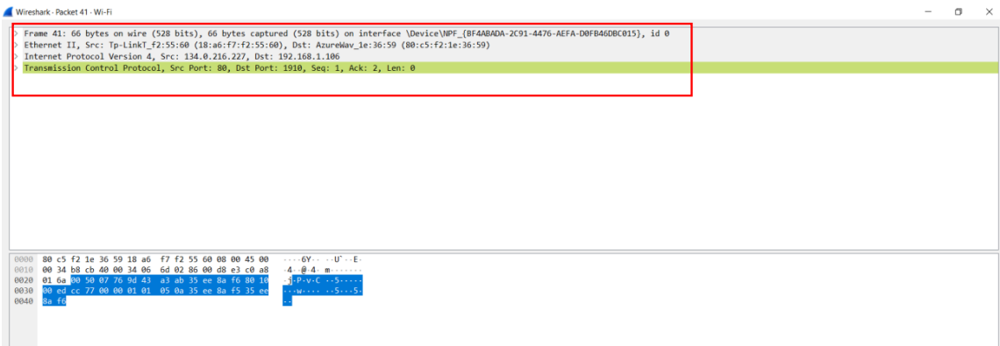 Wireshark · Packet 41 · Wi-Fi
> Frame 41: 66 bytes on wire (528 bits), 66 bytes captured (528 bits) on interface \Device\NPF_{BF4ABADA-2C91-4476-AEFA-D0FB46DBC015}, id 0
> Ethernet II, Src: Tp-LinkT_f2:55:60 (18:a6:f7:f2:55:60), Dst: AzureWav_1e:36:59 (80:c5:f2:1e:36:59)
> Internet Protocol Version 4, Src: 134.0.216.227, Dst: 192.168.1.106
> Transmission Control Protocol, Src Port: 80, Dst Port: 1910, Seq: 1, Ack: 2, Len: 0
0000 80 c5 f2 1e 36 59 18 a6 f7 f2 55 60 08 00 45 00 ····6Y·· ··U`··E·
0010 00 34 b8 cb 40 00 34 06 6d 02 86 00 d8 e3 c0 a8 ·4··@·4· m·······
0020 01 6a 00 50 07 76 9d 43 a3 ab 35 ee 8a f6 80 10 ·j·P·v·C ··5·····
0030 00 ed cc 77 00 00 01 01 05 0a 35 ee 8a f5 35 ee ···w···· ··5···5·
0040 8a f6 ··